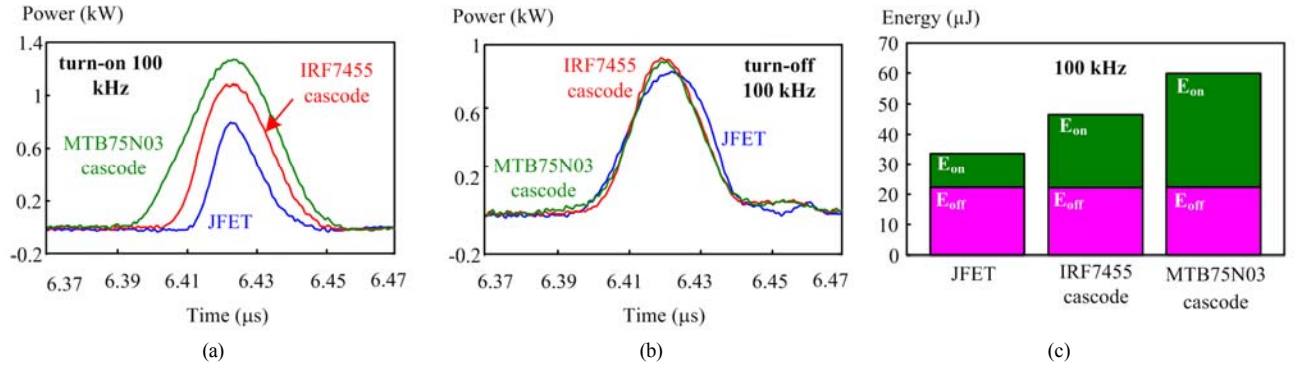 Power (kW)
1.4
1
0.6
0.2
-0.2
turn-on 100
kHz
IRF7455
cascode
MTB75N03
cascode
JFET
6.37 6.39 6.41 6.43 6.45 6.47
Time (μs)
(a)
Power (kW)
1
0.6
0.2
-0.2
IRF7455
cascode
turn-off
100 kHz
JFET
MTB75N03
cascode
6.37 6.39 6.41 6.43 6.45 6.47
Time (μs)
(b)
Energy (μJ)
70
60
50
40
30
20
10
0
100 kHz
Eon
Eon
Eon
Eoff
Eoff
Eoff
JFET
IRF7455
cascode
MTB75N03
cascode
(c)